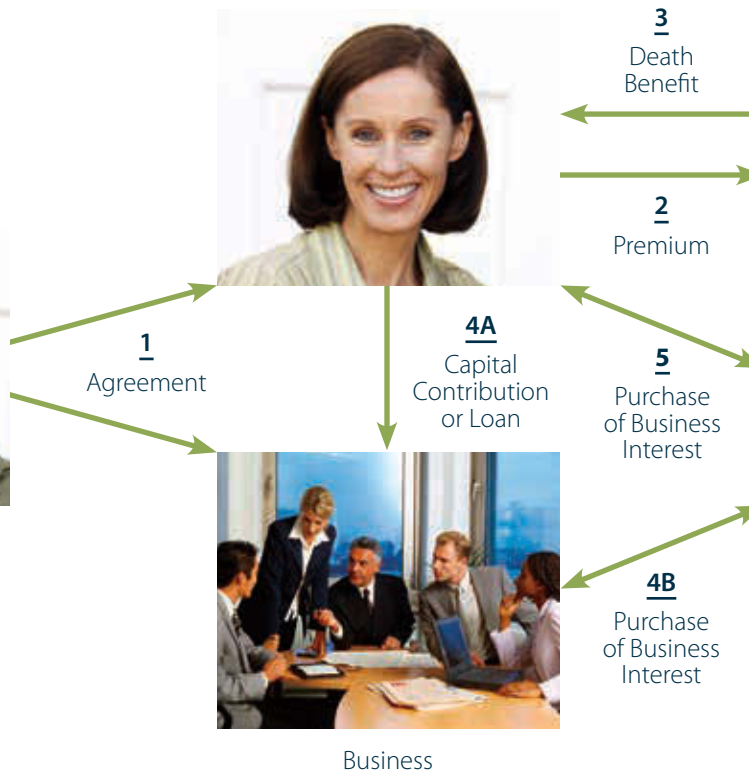 3
Death
Benefit
2
Premium
1
Agreement
4A
Capital
Contribution
or Loan
5
Purchase
of Business
Interest
4B
Purchase
of Business
Interest
Business